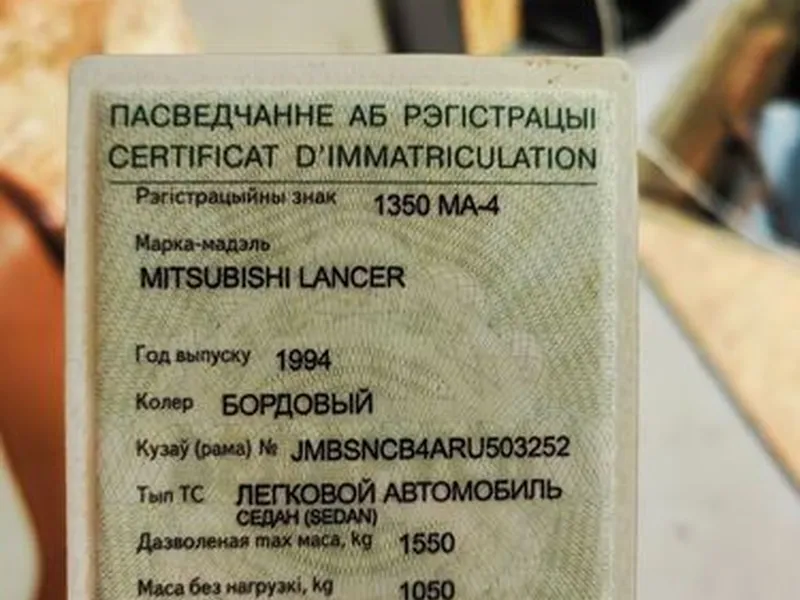 ПАСВЕДЧАННЕ АБ РЭГІСТРАЦЫІ
CERTIFICAT D'IMMATRICULATION
Рэгістрацыйны знак 1350 МА-4
Марка-мадэль
MITSUBISHI LANCER
Год выпуску 1994
Колер БОРДОВЫЙ
Кузаў (рама) № JMBSNCB4ARU503252
Тып ТС ЛЕГКОВОЙ АВТОМОБИЛЬ
СЕДАН (SEDAN)
Дазволеная max маса, kg 1550
Маса без нагрузкі, kg 1050